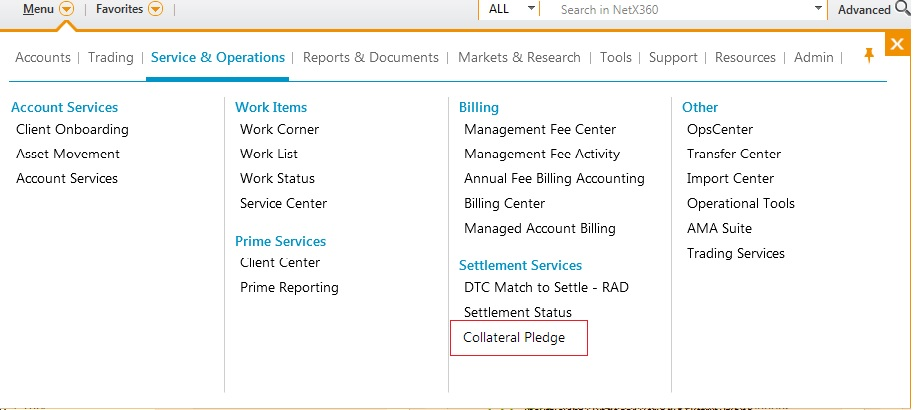 Menu Favorites ALL Search in NetX360 Advanced
Accounts | Trading | Service & Operations | Reports & Documents | Markets & Research | Tools | Support | Resources | Admin |
Account Services
Client Onboarding
Asset Movement
Account Services
Work Items
Work Corner
Work List
Work Status
Service Center
Prime Services
Client Center
Prime Reporting
Billing
Management Fee Center
Management Fee Activity
Annual Fee Billing Accounting
Billing Center
Managed Account Billing
Settlement Services
DTC Match to Settle - RAD
Settlement Status
Collateral Pledge
Other
OpsCenter
Transfer Center
Import Center
Operational Tools
AMA Suite
Trading Services